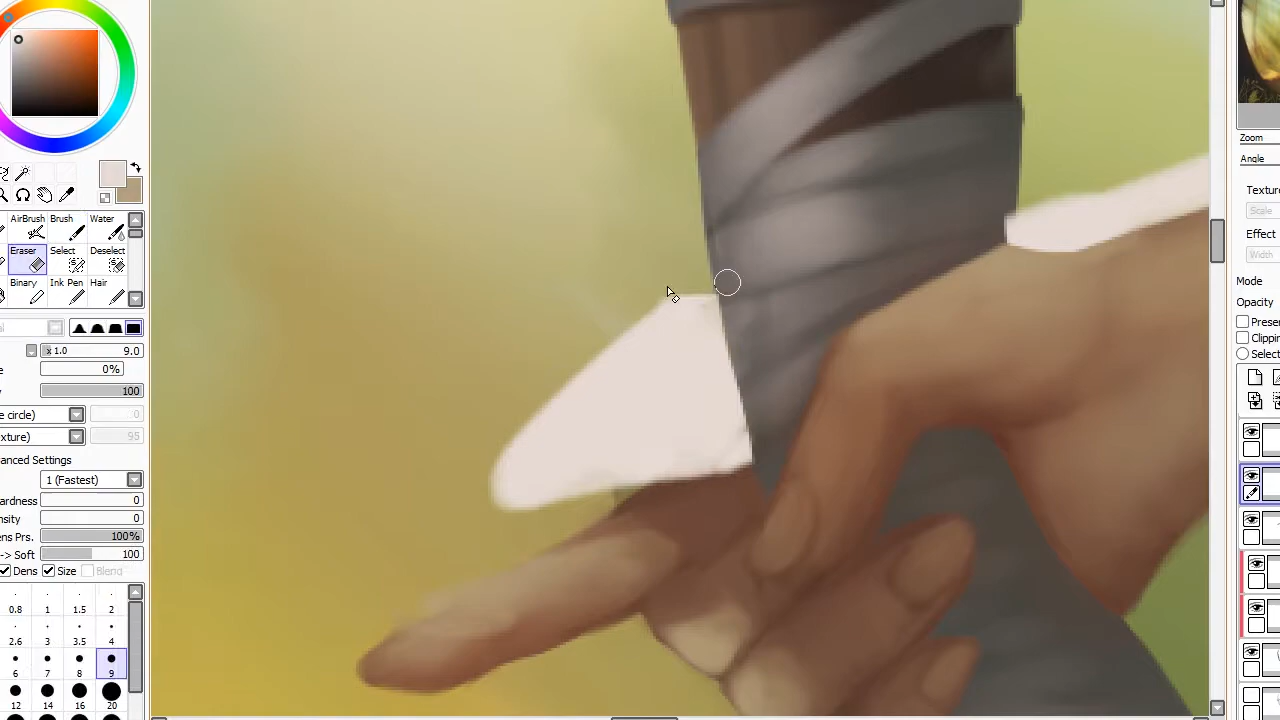 Zoom
Angle
AirBrush Brush Water
Eraser Select Deselect
Binary Ink Pen Hair
Texture
Scale
Effect
Width
Mode
Opacity
Preser
Clippin
Select
x 1.0 9.0
0%
100
e circle) 0
xture) 95
anced Settings
1 (Fastest)
ardness 0
nsity 0
ens Prs. 100%
-> Soft 100
Dens Size Blend
0.8 1 1.5 2
2.6 3 3.5 4
6 7 8 9
12 14 16 20